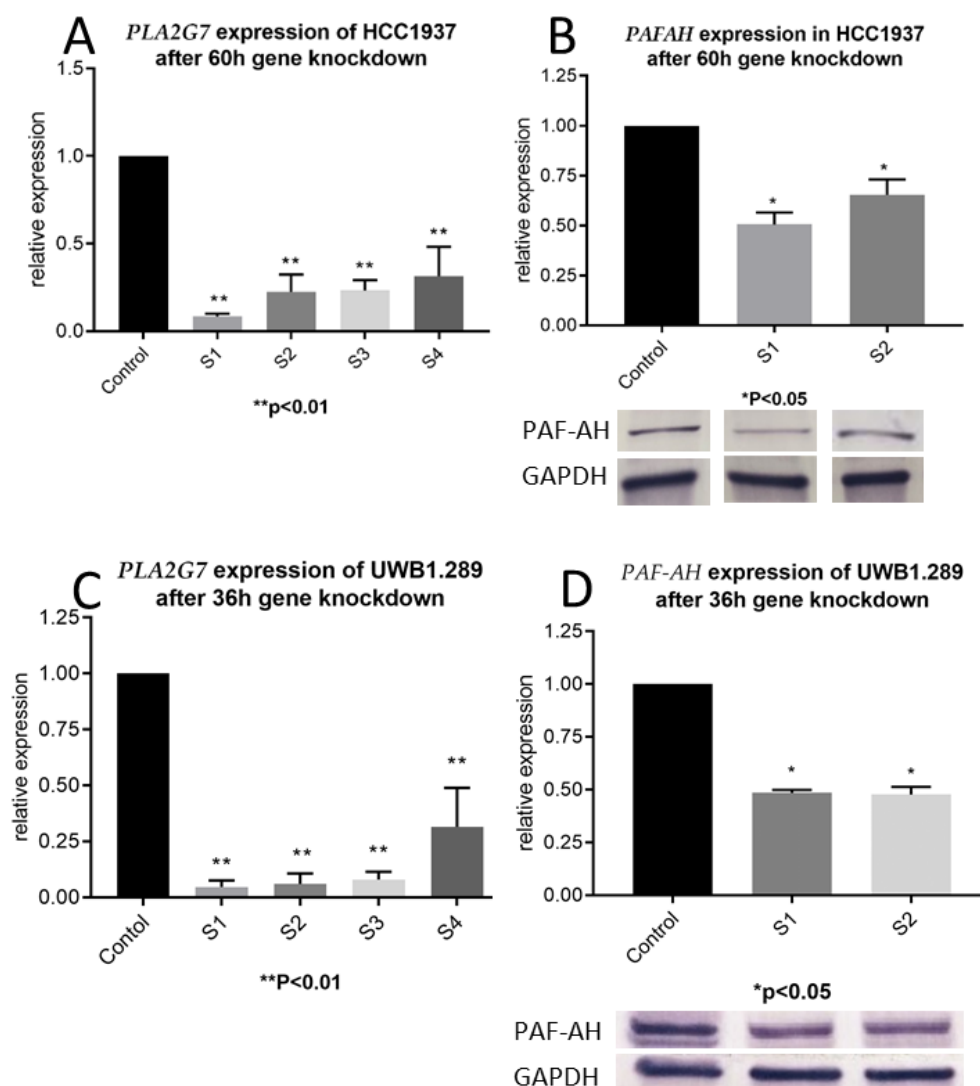 A
PLA2G7 expression of HCC1937
after 60h gene knockdown
relative expression
1.5
1.0
0.5
0.0
**
**
**
**
Control
S1
S2
S3
S4
**p<0.01
B
PAFAH expression in HCC1937
after 60h gene knockdown
relative expression
1.25
1.00
0.75
0.50
0.25
0.00
*
*
Control
S1
S2
*P<0.05
PAF-AH
GAPDH
C
PLA2G7 expression of UWB1.289
after 36h gene knockdown
relative expression
1.25
1.00
0.75
0.50
0.25
0.00
**
**
**
**
Contol
S1
S2
S3
S4
**P<0.01
D
PAF-AH expression of UWB1.289
after 36h gene knockdown
relative expression
1.25
1.00
0.75
0.50
0.25
0.00
*
*
Control
S1
S2
*p<0.05
PAF-AH
GAPDH